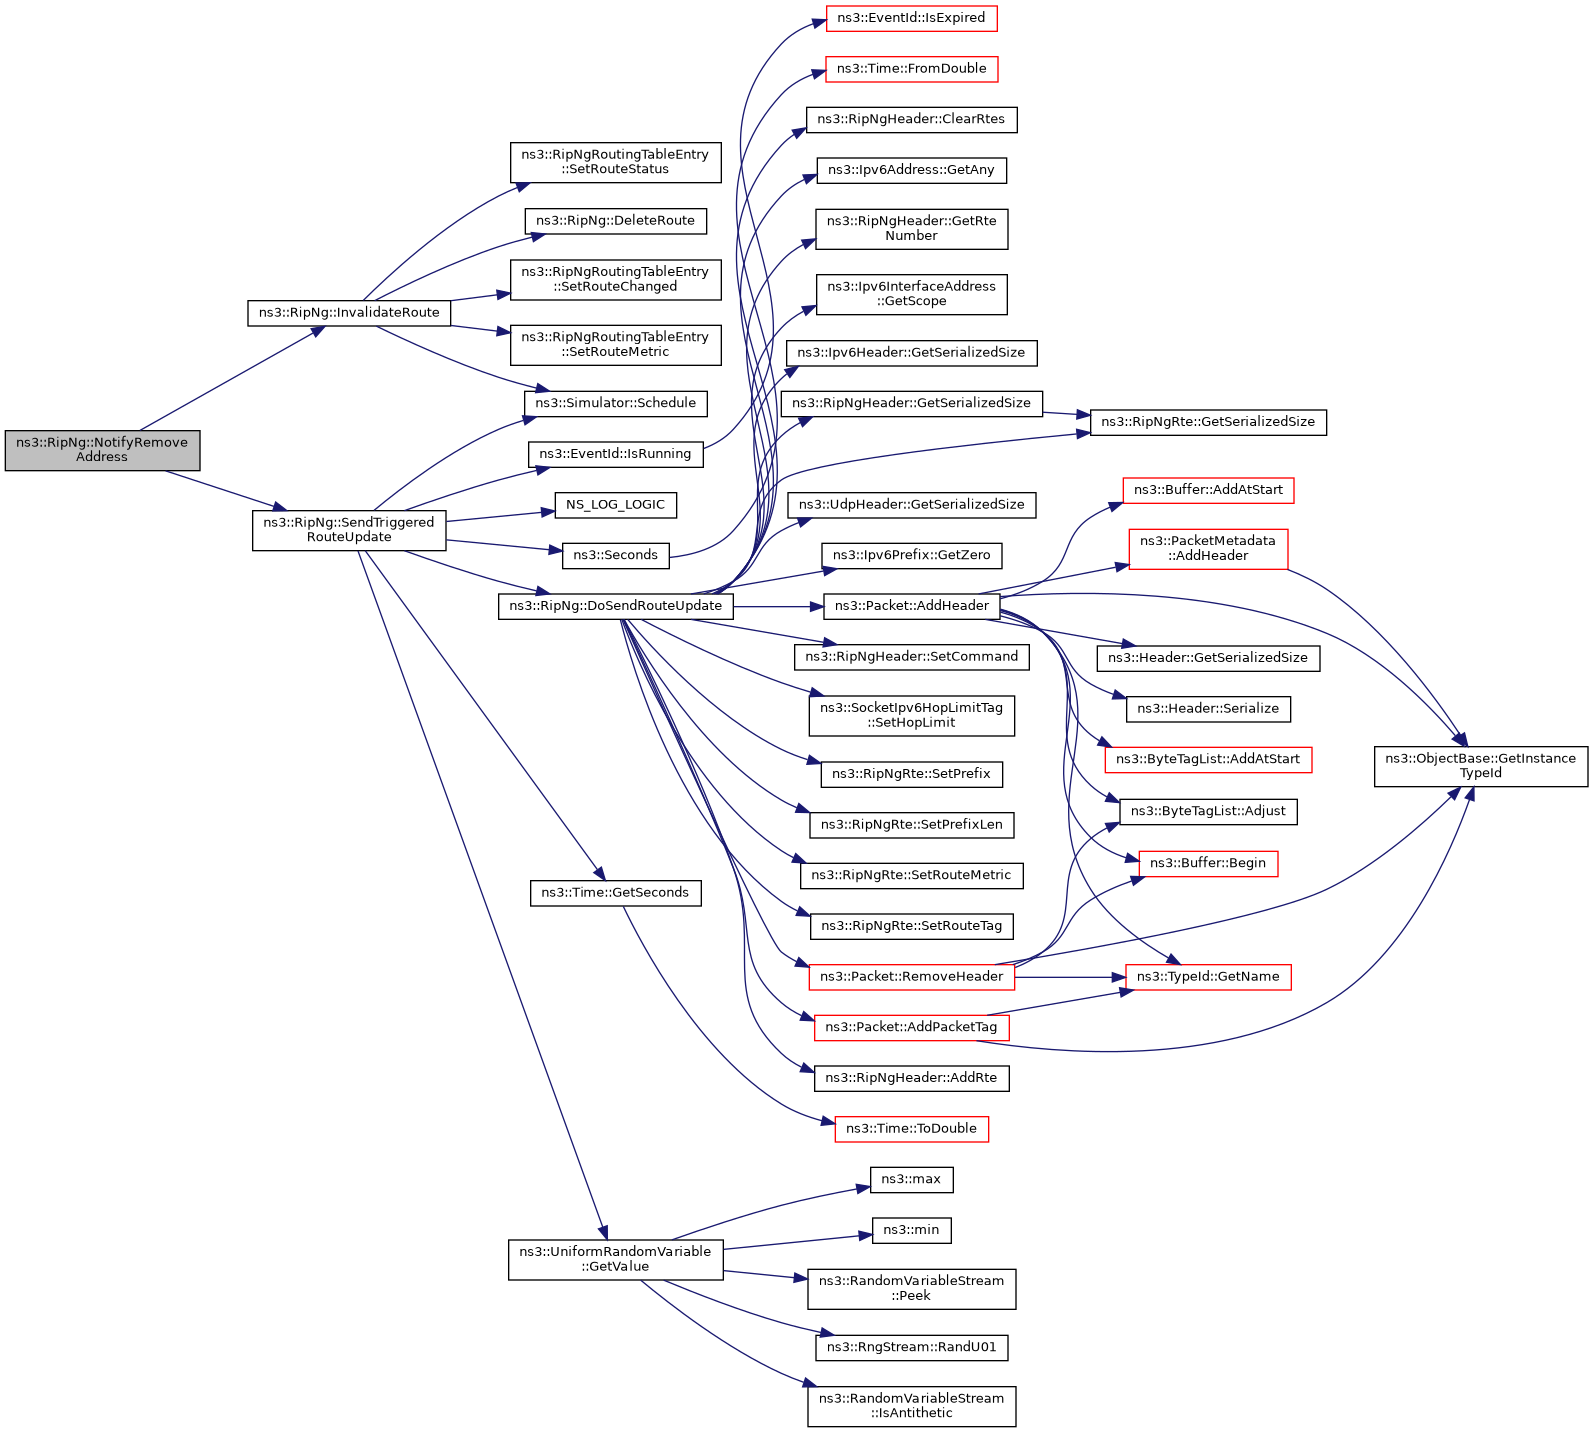 ns3::RipNg::NotifyRemove
Address
ns3::RipNg::InvalidateRoute
ns3::RipNg::SendTriggered
RouteUpdate
ns3::RipNgRoutingTableEntry
::SetRouteStatus
ns3::RipNg::DeleteRoute
ns3::RipNgRoutingTableEntry
::SetRouteChanged
ns3::RipNgRoutingTableEntry
::SetRouteMetric
ns3::Simulator::Schedule
ns3::EventId::IsRunning
NS_LOG_LOGIC
ns3::Seconds
ns3::RipNg::DoSendRouteUpdate
ns3::Time::GetSeconds
ns3::UniformRandomVariable
::GetValue
ns3::EventId::IsExpired
ns3::Time::FromDouble
ns3::RipNgHeader::ClearRtes
ns3::Ipv6Address::GetAny
ns3::RipNgHeader::GetRte
Number
ns3::Ipv6InterfaceAddress
::GetScope
ns3::Ipv6Header::GetSerializedSize
ns3::RipNgHeader::GetSerializedSize
ns3::UdpHeader::GetSerializedSize
ns3::Ipv6Prefix::GetZero
ns3::Packet::AddHeader
ns3::RipNgHeader::SetCommand
ns3::SocketIpv6HopLimitTag
::SetHopLimit
ns3::RipNgRte::SetPrefix
ns3::RipNgRte::SetPrefixLen
ns3::RipNgRte::SetRouteMetric
ns3::RipNgRte::SetRouteTag
ns3::Packet::RemoveHeader
ns3::Packet::AddPacketTag
ns3::RipNgHeader::AddRte
ns3::Time::ToDouble
ns3::max
ns3::min
ns3::RandomVariableStream
::Peek
ns3::RngStream::RandU01
ns3::RandomVariableStream
::IsAntithetic
ns3::RipNgRte::GetSerializedSize
ns3::Buffer::AddAtStart
ns3::PacketMetadata
::AddHeader
ns3::Header::GetSerializedSize
ns3::Header::Serialize
ns3::ByteTagList::AddAtStart
ns3::ByteTagList::Adjust
ns3::Buffer::Begin
ns3::TypeId::GetName
ns3::ObjectBase::GetInstance
TypeId